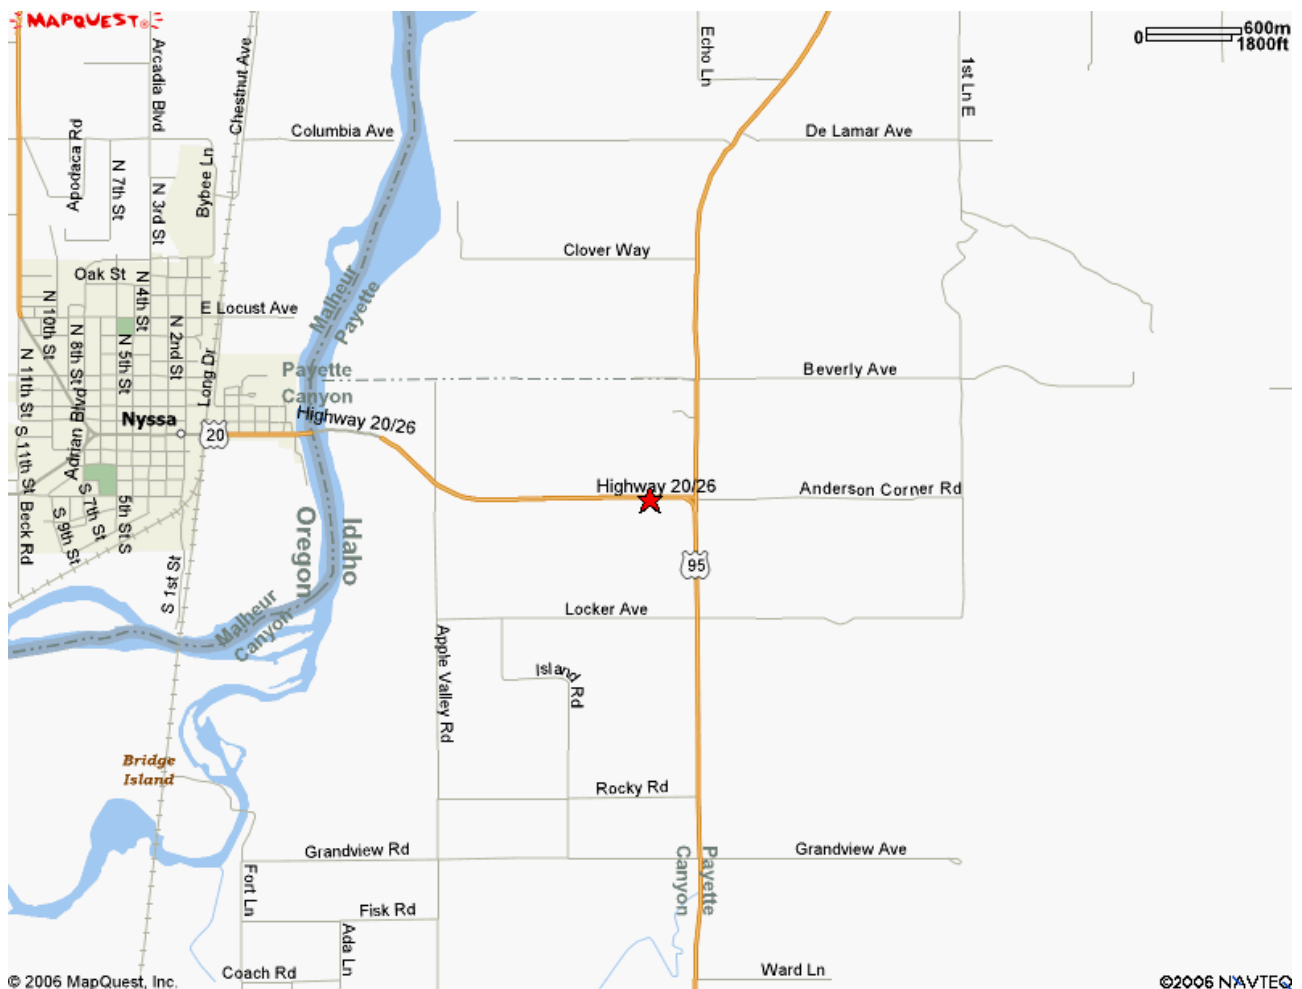 MAPQUEST
600m
0
1800ft
Arcadia Blvd
Chestnut Ave
Echo Ln
1st Ln E
Columbia Ave
De Lamar Ave
Apodaca Rd
N 7th St
N 3rd St
Bybee Ln
Clover Way
Oak St
N 4th St
Malheur
Payette
E Locust Ave
N 10th St
N 8th St
N 5th St
N 2nd St
Long Dr
N 11th St
Payette
Canyon
Beverly Ave
Adrian Blvd
Nyssa
20
Highway 20/26
S 11th St
Highway 20/26
Anderson Corner Rd
S 7th St
5th St S
S 9th St
Beck Rd
Oregon
Idaho
95
S 1st St
Malheur
Canyon
Locker Ave
Apple Valley Rd
Island Rd
Bridge
Island
Rocky Rd
Grandview Rd
Payette
Canyon
Grandview Ave
Fort Ln
Fisk Rd
Ada Ln
Coach Rd
Ward Ln
© 2006 MapQuest, Inc.
©2006 NAVTEQ